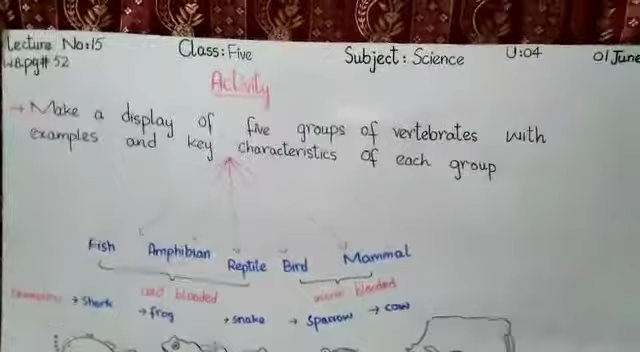 Lecture No:15 Class: Five Subject: Science U:04 01 June
W.B.pg# 52
Activity
→ Make a display of five groups of vertebrates with
examples and key characteristics of each group
Fish Amphibian Reptile Bird Mammal
cold blooded warm blooded
→ Shark → frog → snake → Sparrow → cow